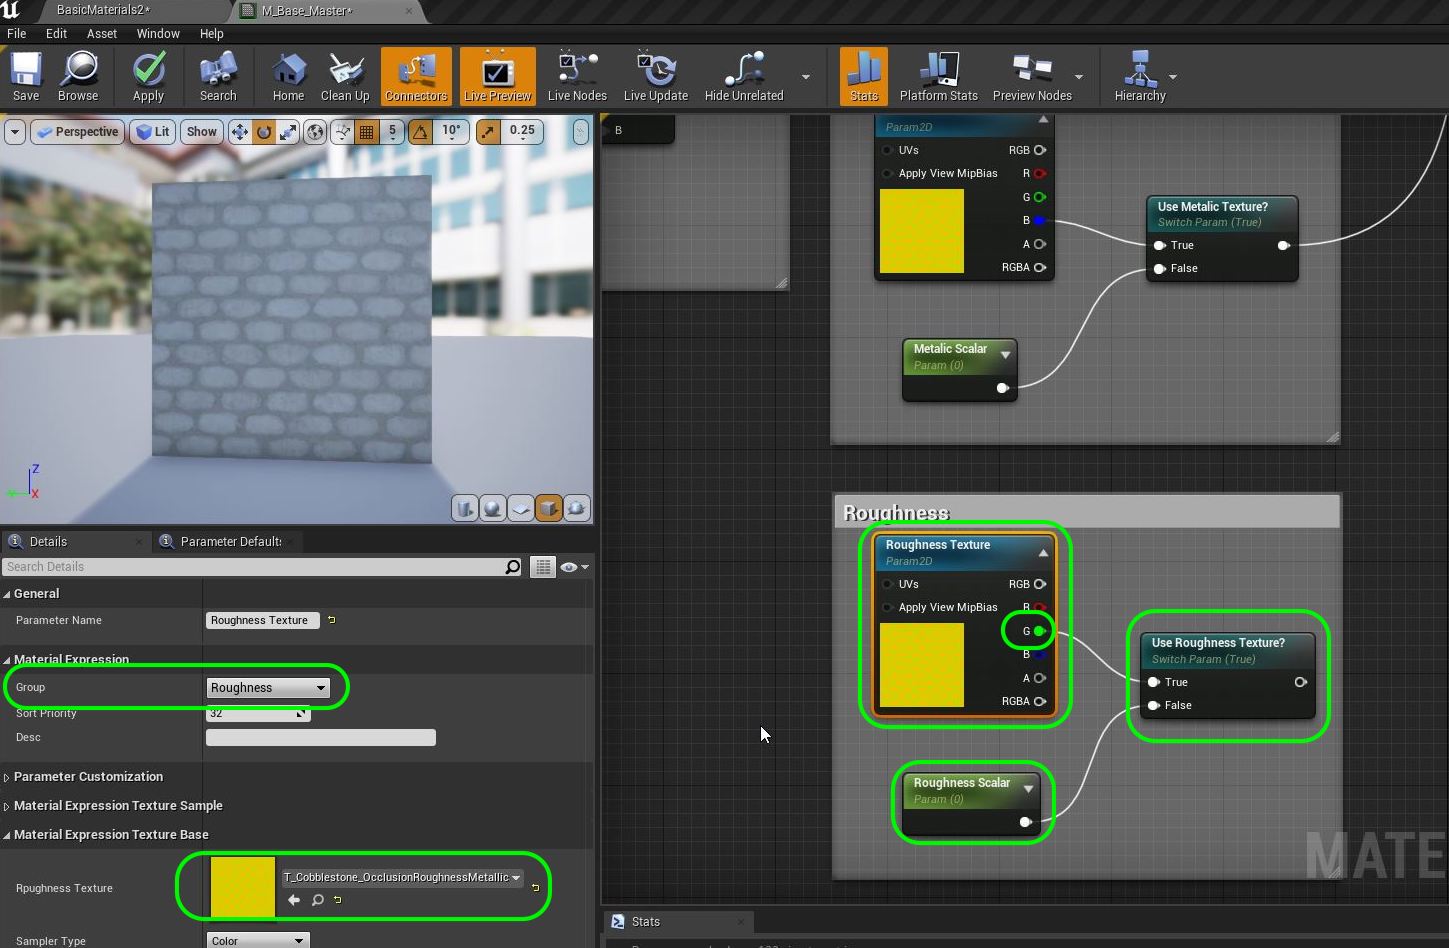 BasicMaterials2*
M_Base_Master*
File Edit Asset Window Help
Save Browse Apply Search Home Clean Up Connectors Live Preview Live Nodes Live Update Hide Unrelated Stats Platform Stats Preview Nodes Hierarchy
Perspective Lit Show 5 10° 0.25
Z
Y X
Details
Parameter Default
Search Details
General
Parameter Name Roughness Texture
Material Expression
Group Roughness
Sort Priority 32
Desc
Parameter Customization
Material Expression Texture Sample
Material Expression Texture Base
Rpughness Texture T_Cobblestone_OcclusionRoughnessMetallic
Sampler Type Color
B
Param2D
UVs RGB
Apply View MipBias R
G
B
A
RGBA
Use Metalic Texture?
Switch Param (True)
True
False
Metalic Scalar
Param (0)
Roughness
Roughness Texture
Param2D
UVs RGB
Apply View MipBias R
G
B
A
RGBA
Use Roughness Texture?
Switch Param (True)
True
False
Roughness Scalar
Param (0)
MATE
Stats